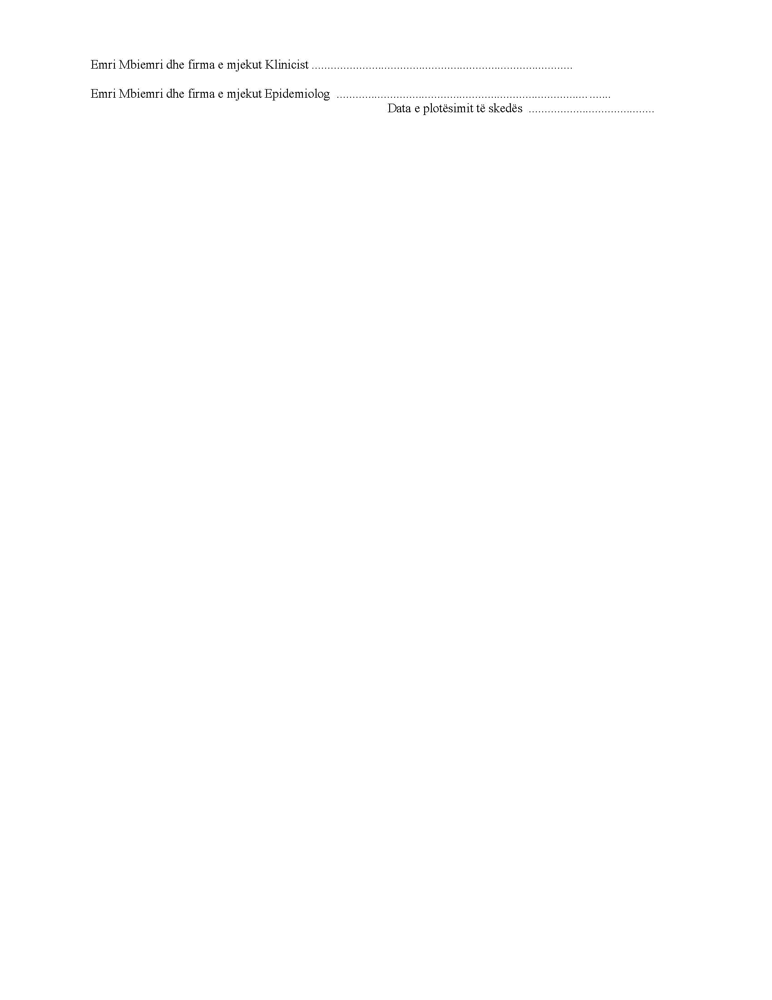 Emri Mbiemri dhe firma e mjekut Klinicist ...................................................................................
Emri Mbiemri dhe firma e mjekut Epidemiolog ................................................................................ .......
Data e plotësimit të skedës ........................................